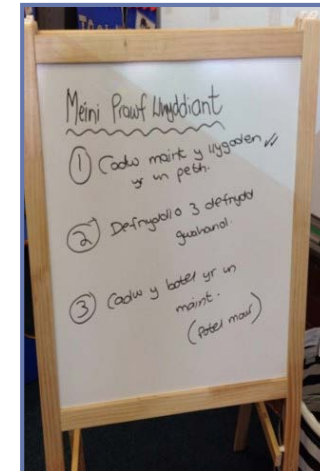 Meini Prawf Llwyddiant
① Cadw maint y llygoden
yr un peth.
② Defnyddio 3 defnydd
gwahanol.
③ Cadw y botel yr un
maint.
(Potel mawr)